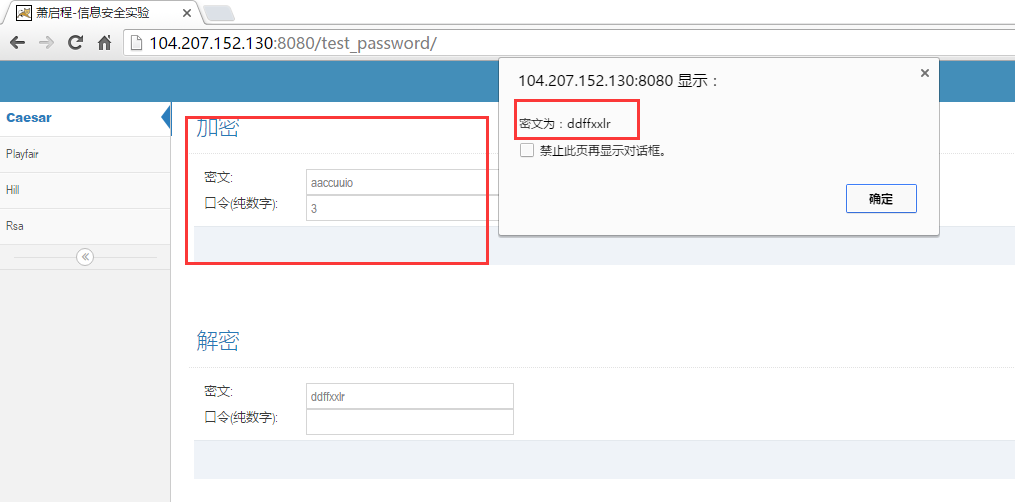 萧启程-信息安全实验
104.207.152.130:8080/test_password/
104.207.152.130:8080 显示：
密文为：ddffxxlr
禁止此页再显示对话框。
确定
Caesar
Playfair
Hill
Rsa
加密
密文: aaccuuio
口令(纯数字): 3
解密
密文: ddffxxlr
口令(纯数字):